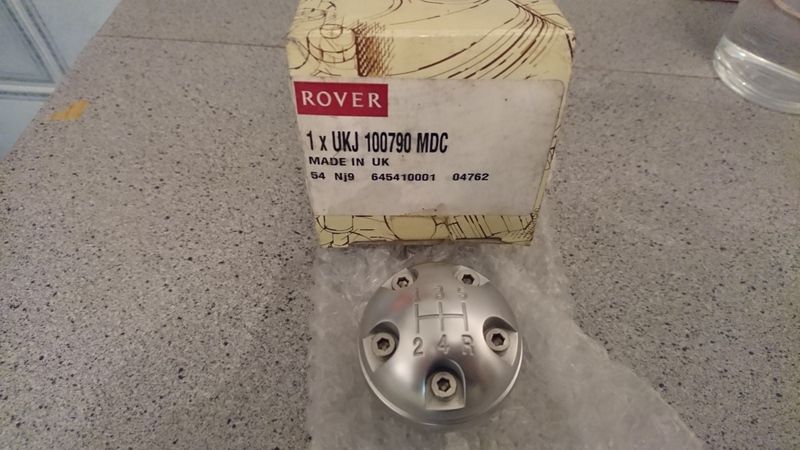 ROVER
1 x UKJ 100790 MDC
MADE IN UK
54 Nj9 645410001 04762
1 3 5
2 4 R